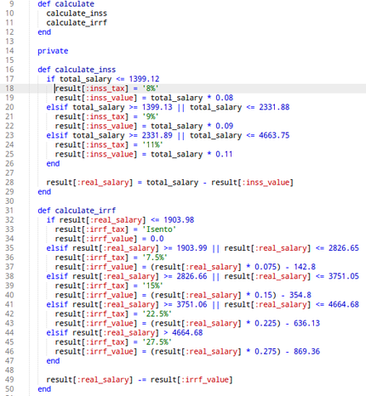 9 def calculate
10 calculate_inss
11 calculate_irrf
12 end
13
14 private
15
16 def calculate_inss
17 if total_salary <= 1399.12
18 result[:inss_tax] = '8%'
19 result[:inss_value] = total_salary * 0.08
20 elsif total_salary >= 1399.13 || total_salary <= 2331.88
21 result[:inss_tax] = '9%'
22 result[:inss_value] = total_salary * 0.09
23 elsif total_salary >= 2331.89 || total_salary <= 4663.75
24 result[:inss_tax] = '11%'
25 result[:inss_value] = total_salary * 0.11
26 end
27
28 result[:real_salary] = total_salary - result[:inss_value]
29 end
30
31 def calculate_irrf
32 if result[:real_salary] <= 1903.98
33 result[:irrf_tax] = 'Isento'
34 result[:irrf_value] = 0.0
35 elsif result[:real_salary] >= 1903.99 || result[:real_salary] <= 2826.65
36 result[:irrf_tax] = '7.5%'
37 result[:irrf_value] = (result[:real_salary] * 0.075) - 142.8
38 elsif result[:real_salary] >= 2826.66 || result[:real_salary] <= 3751.05
39 result[:irrf_tax] = '15%'
40 result[:irrf_value] = (result[:real_salary] * 0.15) - 354.8
41 elsif result[:real_salary] >= 3751.06 || result[:real_salary] <= 4664.68
42 result[:irrf_tax] = '22.5%'
43 result[:irrf_value] = (result[:real_salary] * 0.225) - 636.13
44 elsif result[:real_salary] > 4664.68
45 result[:irrf_tax] = '27.5%'
46 result[:irrf_value] = (result[:real_salary] * 0.275) - 869.36
47 end
48
49 result[:real_salary] -= result[:irrf_value]
50 end